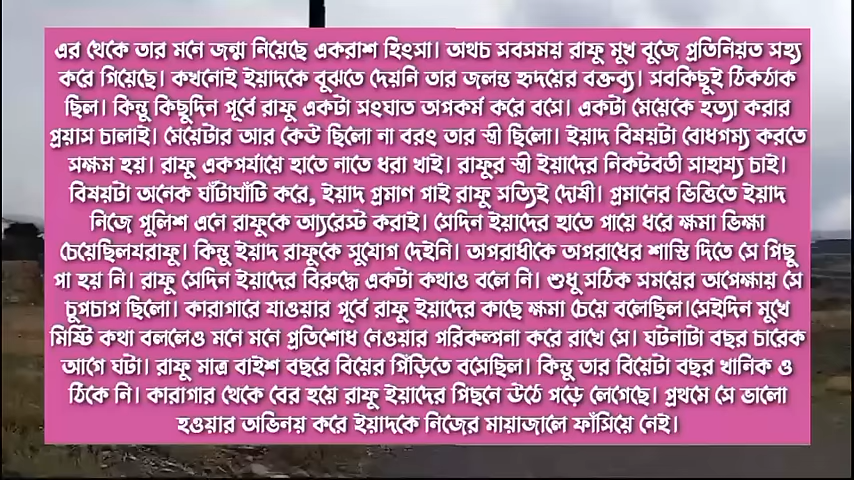 এর থেকে তার মনে জন্ম নিয়েছে একরাশ হিংসা। অথচ সবসময় রাফু মুখ বুজে প্রতিনিয়ত সহ্য
করে গিয়েছে। কখনোই ইয়াদকে বুঝতে দেয়নি তার জলন্ত হৃদয়ের বক্তব্য। সবকিছুই ঠিকঠাক
ছিল। কিন্তু কিছুদিন পূর্বে রাফু একটা সংঘাত অপকর্ম করে বসে। একটা মেয়েকে হত্যা করার
প্রয়াস চালাই। মেয়েটার আর কেউ ছিলো না বরং তার স্ত্রী ছিলো। ইয়াদ বিষয়টা বোধগম্য করতে
সক্ষম হয়। রাফু একপর্যায়ে হাতে নাতে ধরা খাই। রাফুর স্ত্রী ইয়াদের নিকটবর্তী সাহায্য চাই।
বিষয়টা অনেক ঘাঁটাঘাঁটি করে, ইয়াদ প্রমাণ পাই রাফু সত্যিই দোষী। প্রমানের ভিত্তিতে ইয়াদ
নিজে পুলিশ এনে রাফুকে অ্যারেস্ট করাই। সেদিন ইয়াদের হাতে পায়ে ধরে ক্ষমা ভিক্ষা
চেয়েছিলযরাফু। কিন্তু ইয়াদ রাফুকে সুযোগ দেইনি। অপরাধীকে অপরাধের শাস্তি দিতে সে পিছু
পা হয় নি। রাফু সেদিন ইয়াদের বিরুদ্ধে একটা কথাও বলে নি। শুধু সঠিক সময়ের অপেক্ষায় সে
চুপচাপ ছিলো। কারাগারে যাওয়ার পূর্বে রাফু ইয়াদের কাছে ক্ষমা চেয়ে বলেছিল।সেইদিন মুখে
মিষ্টি কথা বললেও মনে মনে প্রতিশোধ নেওয়ার পরিকল্পনা করে রাখে সে। ঘটনাটা বছর চারেক
আগে ঘটা। রাফু মাত্র বাইশ বছরে বিয়ের পিঁড়িতে বসেছিল। কিন্তু তার বিয়েটা বছর খানিক ও
ঠিকে নি। কারাগার থেকে বের হয়ে রাফু ইয়াদের পিছনে উঠে পড়ে লেগেছে। প্রথমে সে ভালো
হওয়ার অভিনয় করে ইয়াদকে নিজের মায়াজালে ফাঁসিয়ে নেই।